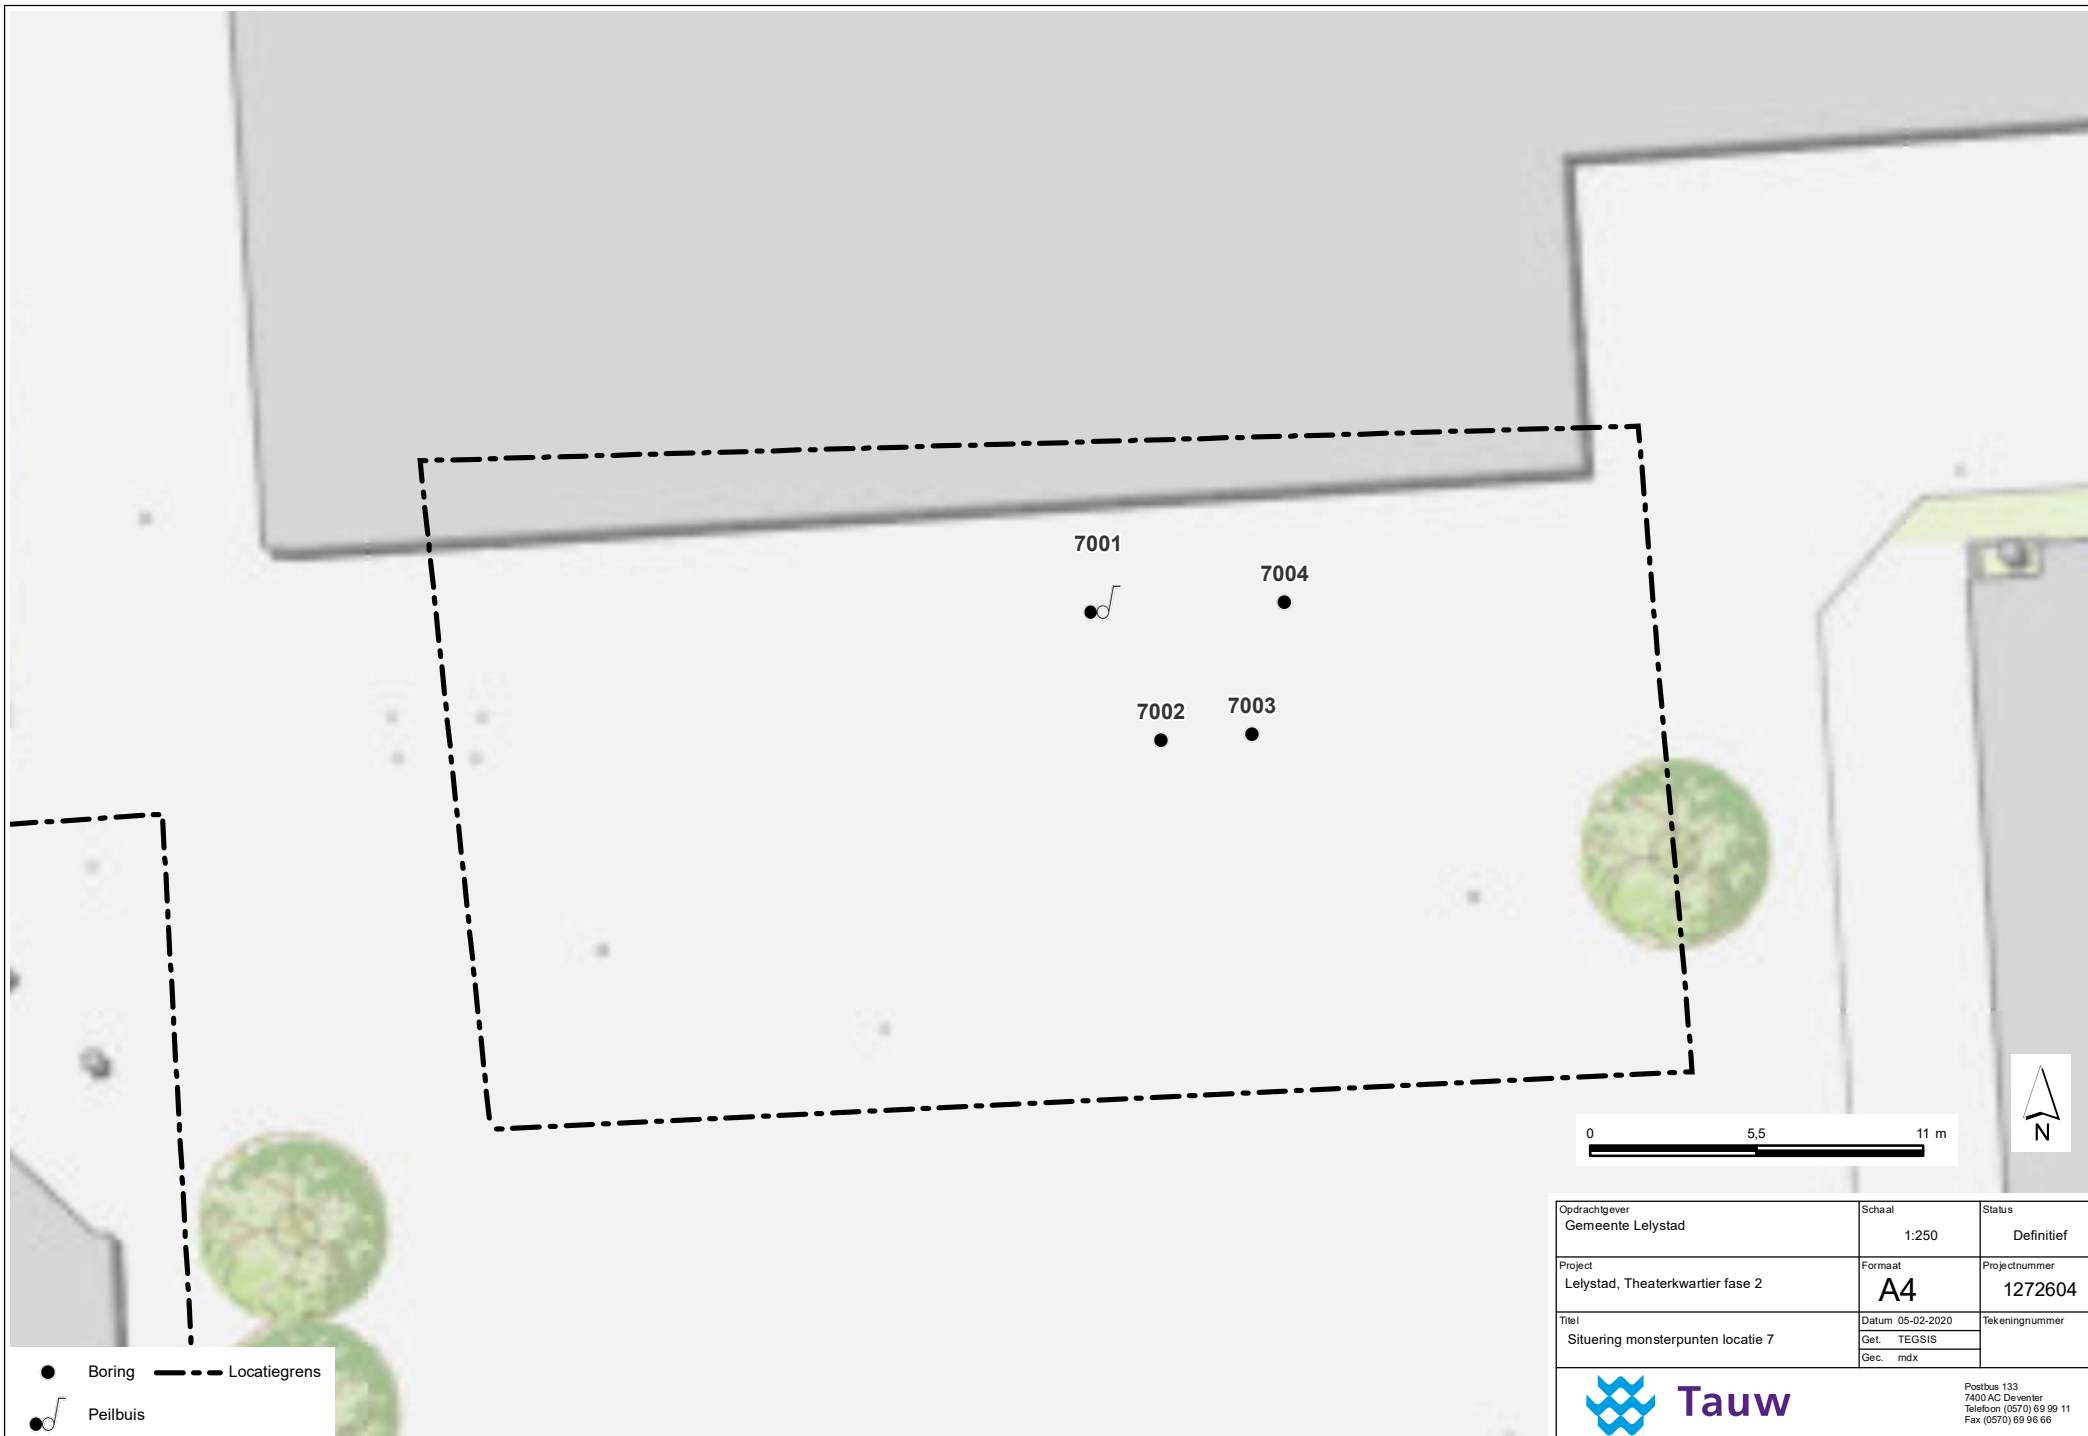 7001
7004
7002
7003
0 5,5 11 m
N
Boring
Locatiegrens
Peilbuis
Opdrachtgever
Gemeente Lelystad
Schaal
1:250
Status
Definitief
Project
Lelystad, Theaterkwartier fase 2
Formaat
A4
Projectnummer
1272604
Titel
Situering monsterpunten locatie 7
Datum 05-02-2020
Get. TEGSIS
Gec. mdx
Tekeningnummer
Tauw
Postbus 133
7400 AC Deventer
Telefoon (0570) 69 99 11
Fax (0570) 69 96 66